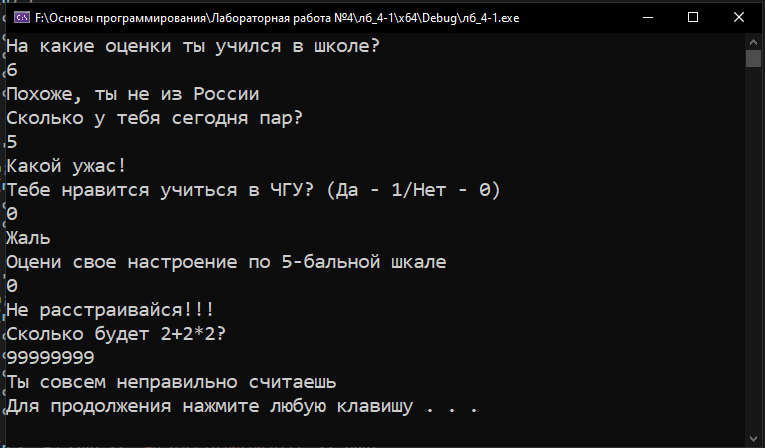 F:\Основы программирования\Лабораторная работа №4\лб_4-1\x64\Debug\лб_4-1.exe
На какие оценки ты учился в школе?
6
Похоже, ты не из России
Сколько у тебя сегодня пар?
5
Какой ужас!
Тебе нравится учиться в ЧГУ? (Да - 1/Нет - 0)
0
Жаль
Оцени свое настроение по 5-бальной шкале
0
Не расстраивайся!!!
Сколько будет 2+2*2?
99999999
Ты совсем неправильно считаешь
Для продолжения нажмите любую клавишу . . .